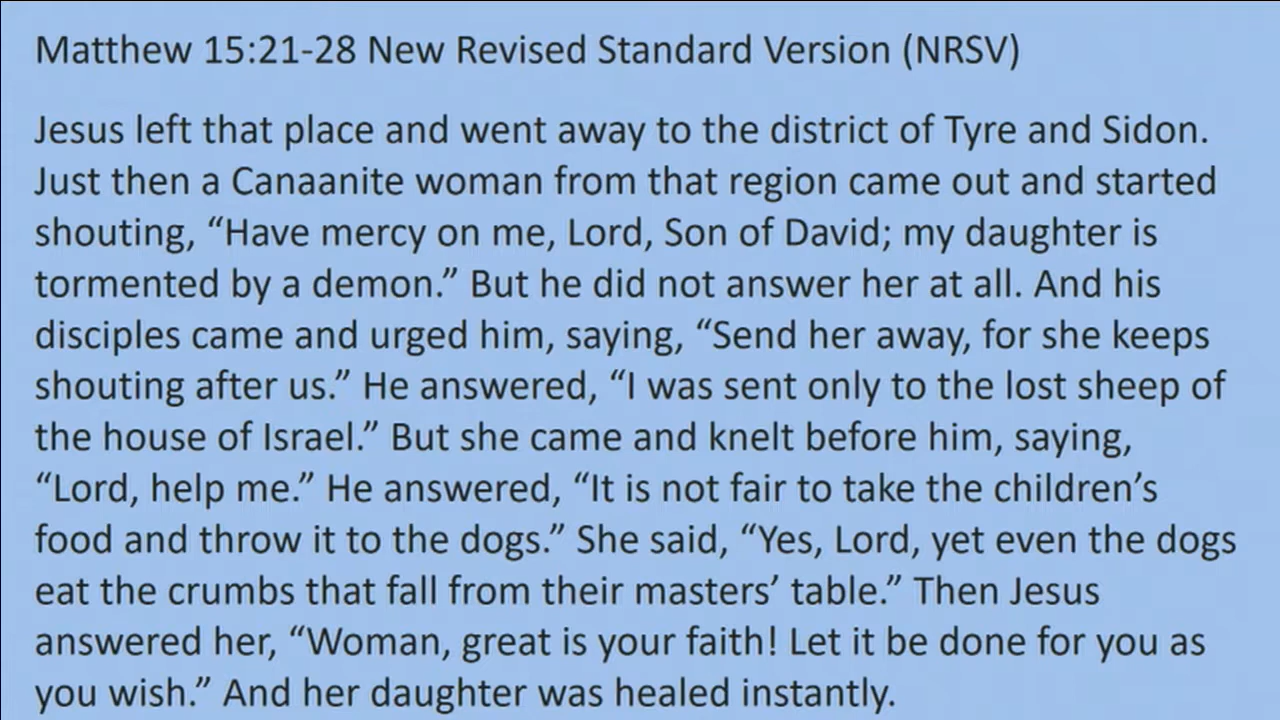 Matthew 15:21-28 New Revised Standard Version (NRSV)
Jesus left that place and went away to the district of Tyre and Sidon.
Just then a Canaanite woman from that region came out and started
shouting, “Have mercy on me, Lord, Son of David; my daughter is
tormented by a demon.” But he did not answer her at all. And his
disciples came and urged him, saying, “Send her away, for she keeps
shouting after us.” He answered, “I was sent only to the lost sheep of
the house of Israel.” But she came and knelt before him, saying,
“Lord, help me.” He answered, “It is not fair to take the children’s
food and throw it to the dogs.” She said, “Yes, Lord, yet even the dogs
eat the crumbs that fall from their masters’ table.” Then Jesus
answered her, “Woman, great is your faith! Let it be done for you as
you wish.” And her daughter was healed instantly.